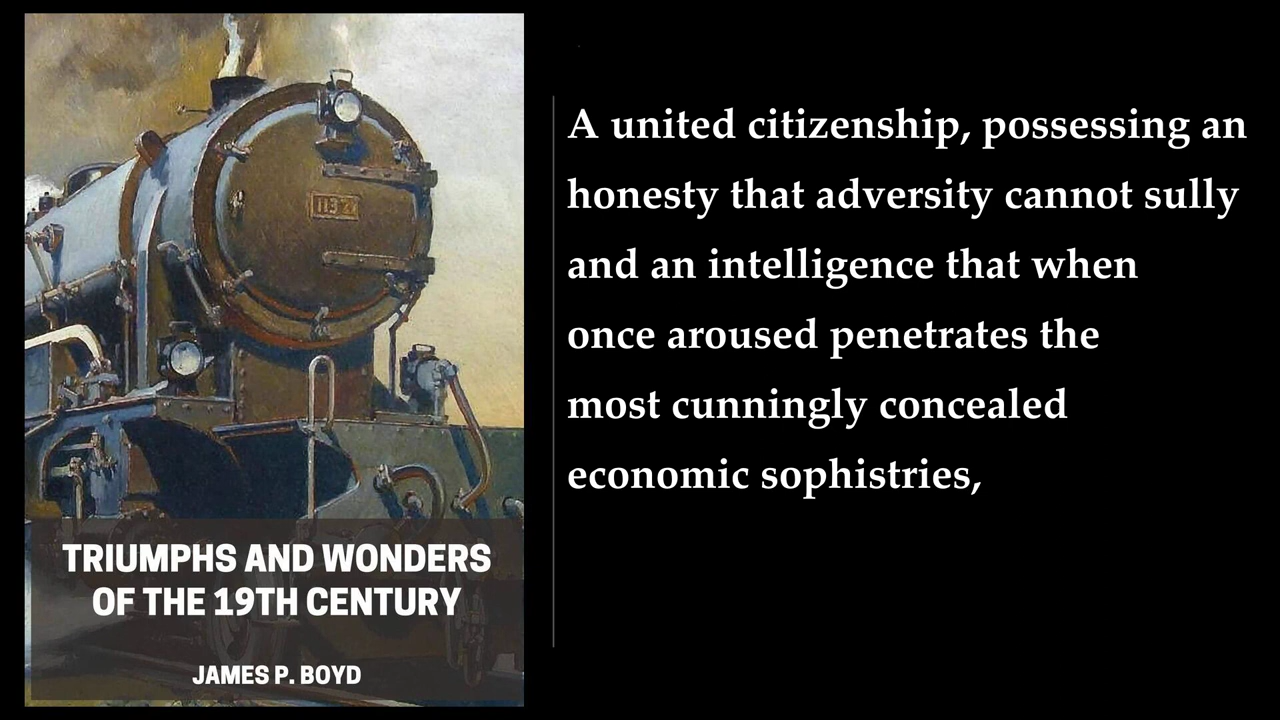 A united citizenship, possessing an
honesty that adversity cannot sully
and an intelligence that when
once aroused penetrates the
most cunningly concealed
economic sophistries,
TRIUMPHS AND WONDERS
OF THE 19TH CENTURY
JAMES P. BOYD